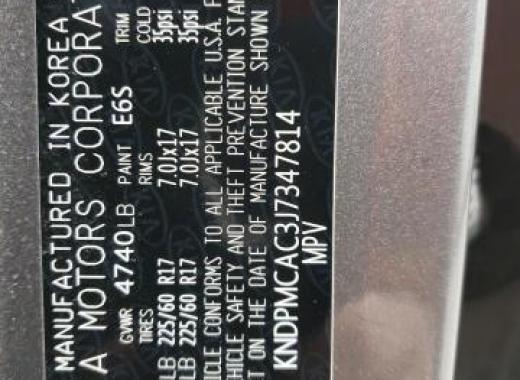 MANUFACTURED IN KOREA
A MOTORS CORPORA
GVWR 4740LB PAINT E6S TRIM
TIRES RIMS COLD
LB 225/60 R17 7.0Jx17 35psi
LB 225/60 R17 7.0Jx17 35psi
ICLE CONFORMS TO ALL APPLICABLE U.S.A. F
HICLE SAFETY AND THEFT PREVENTION STAN
T ON THE DATE OF MANUFACTURE SHOWN
KNDPMCAC3J7347814
MPV